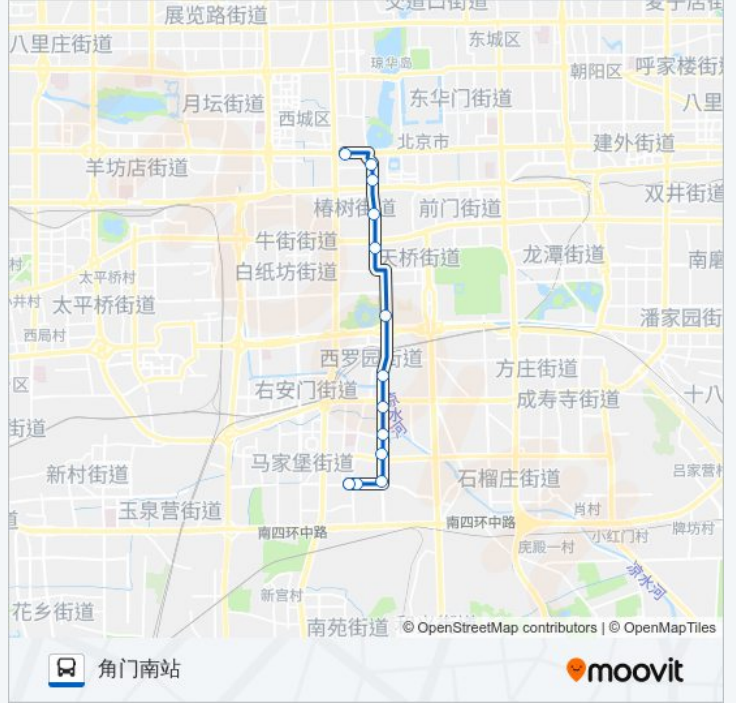 展览路街道
交道口街道
八里庄街道
东城区
琼华岛
朝阳区
呼家楼街
月坛街道
东华门街道
八里
西城区
北京市
建外街道
羊坊店街道
双井街道
椿树街道
前门街道
牛街街道
天桥街道
龙潭街道
南磨
村
白纸坊街道
太平桥村
井村
太平桥街道
潘家园街
西局村
西罗园街道
方庄街道
区
右安门街道
成寿寺街道
十八
凉水河
街道
马家堡街道
新村街道
石榴庄街道
吕家营村
玉泉营街道
肖村
南四环中路
南四环中路
小红门村
牌坊村
庑殿一村
凉水河
新宫村
花乡街道
南苑街道
© OpenStreetMap contributors | © OpenMapTiles
角门南站
moovit